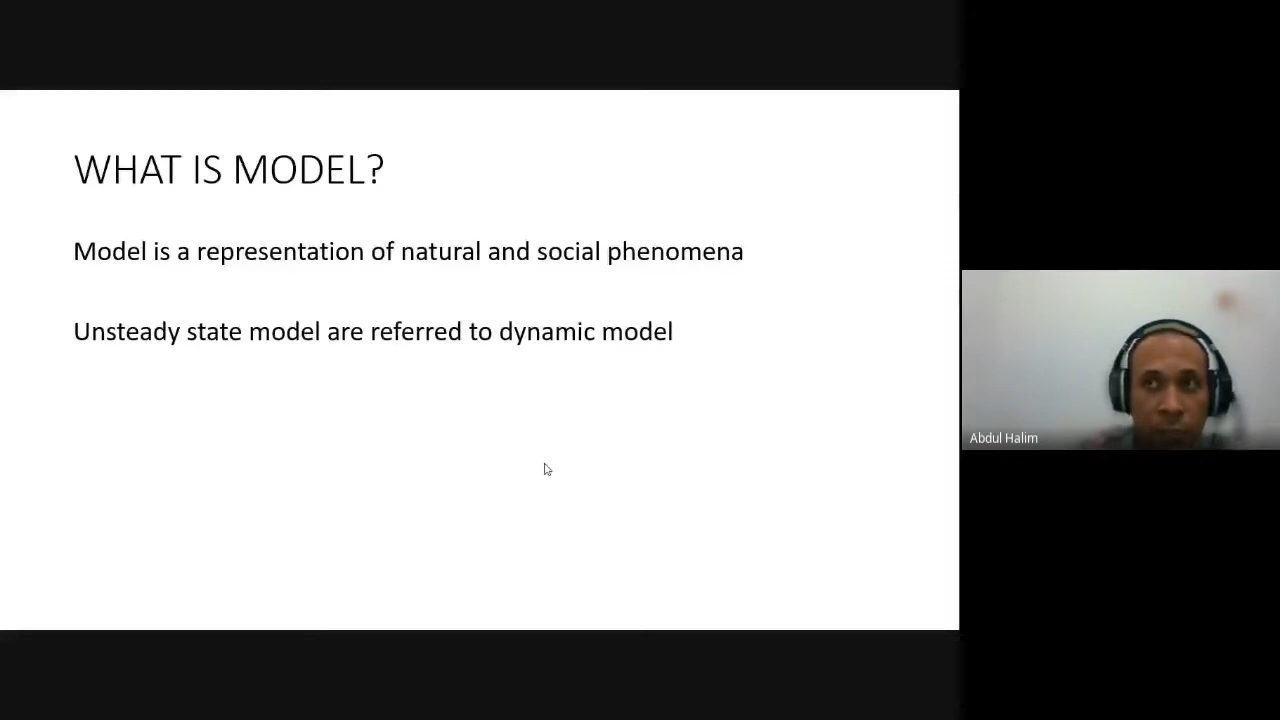 WHAT IS MODEL?
Model is a representation of natural and social phenomena
Unsteady state model are referred to dynamic model
Abdul Halim